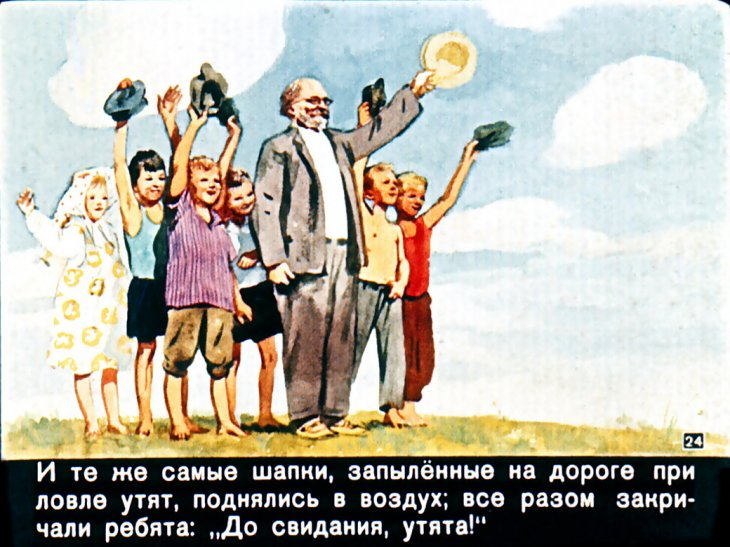 24
И те же самые шапки, запылённые на дороге при
ловле утят, поднялись в воздух; все разом закри-
чали ребята: „До свидания, утята!“